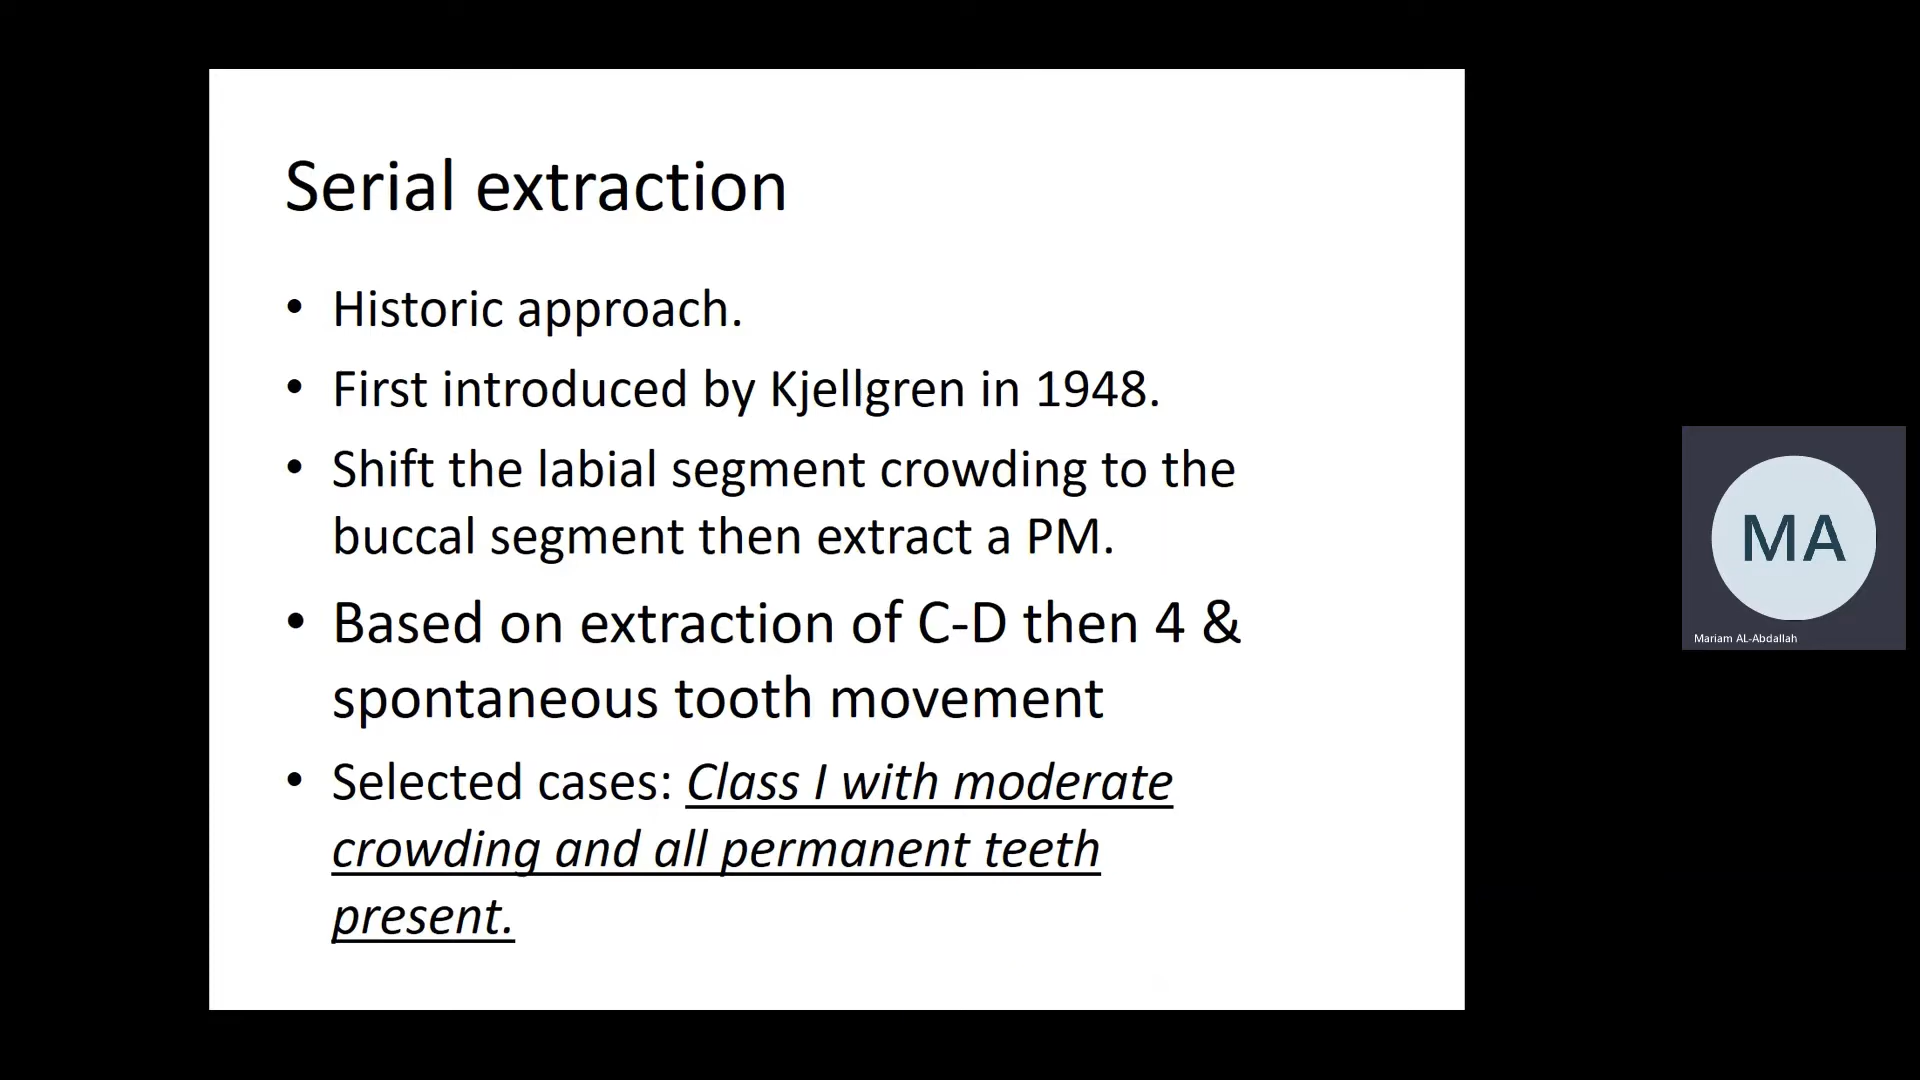 Serial extraction
• Historic approach.
• First introduced by Kjellgren in 1948.
• Shift the labial segment crowding to the
buccal segment then extract a PM.
• Based on extraction of C-D then 4 &
spontaneous tooth movement
• Selected cases: Class I with moderate
crowding and all permanent teeth
present.
MA
Mariam AL-Abdallah